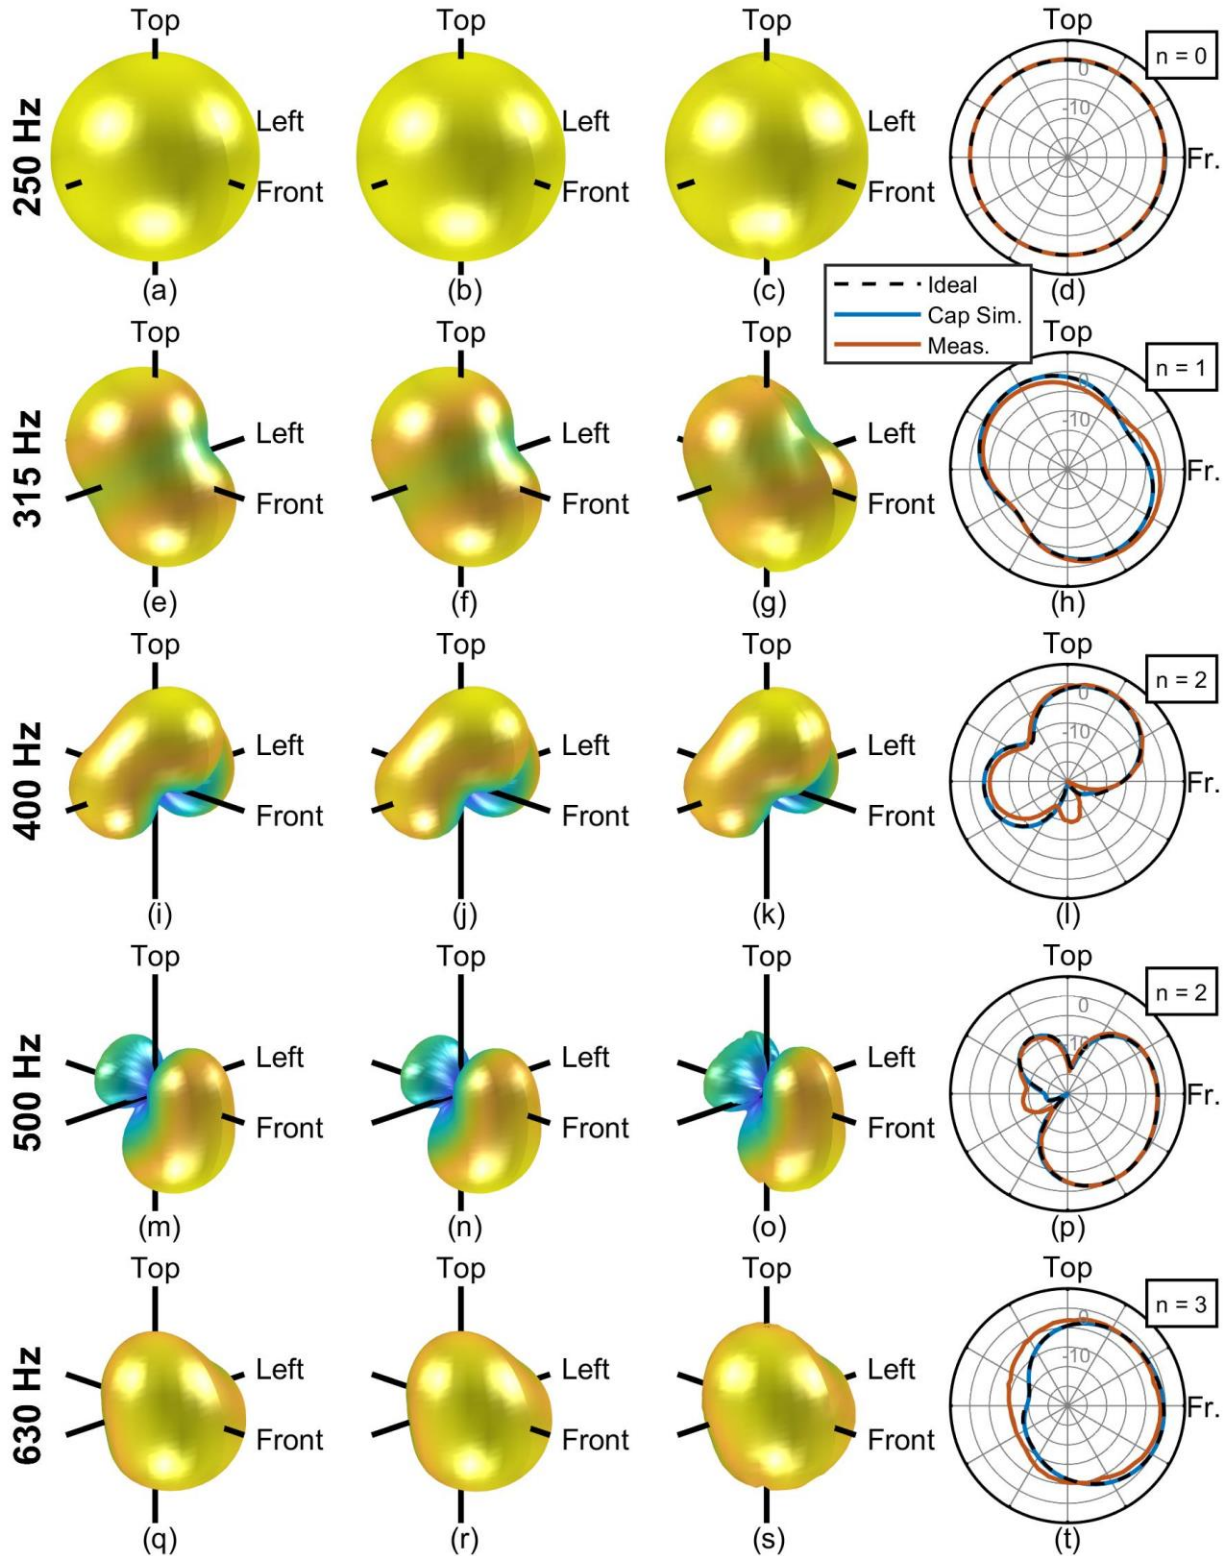 Top Top Top Top
n = 0
250 Hz
0
-10
Left Left Left
Front Front Front Fr.
(a) (b) (c) (d)
Ideal
Cap Sim.
Meas.
Top Top Top Top
n = 1
315 Hz
0
-10
Left Left Left
Front Front Front Fr.
(e) (f) (g) (h)
Top Top Top Top
n = 2
400 Hz
-10
Left Left Left
Front Front Front Fr.
(i) (j) (k) (l)
Top Top Top Top
n = 2
500 Hz
0
-10
Left Left Left
Front Front Front Fr.
(m) (n) (o) (p)
Top Top Top Top
n = 3
630 Hz
0
-10
Left Left Left
Front Front Front Fr.
(q) (r) (s) (t)